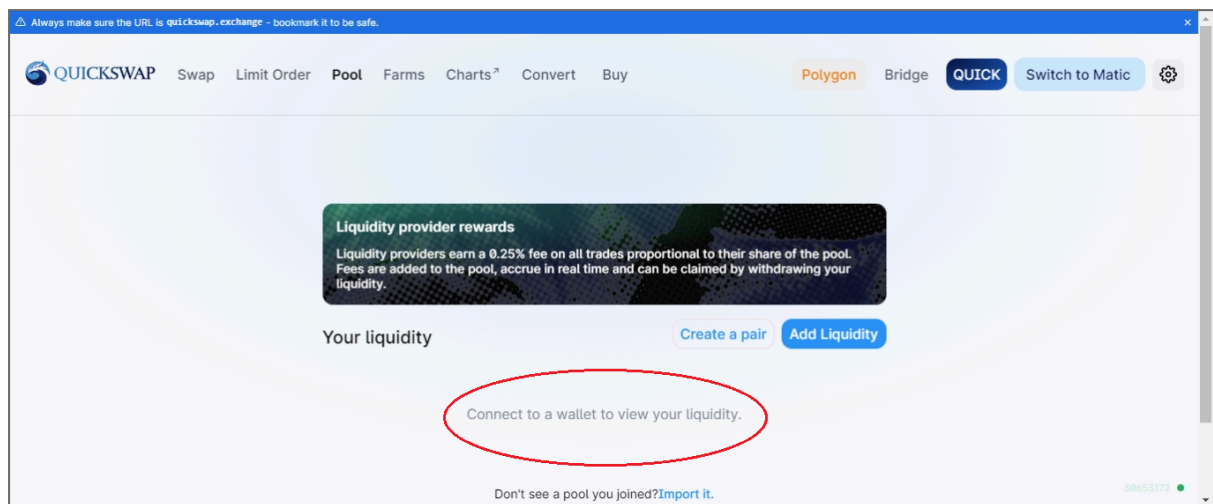 Always make sure the URL is quickswap.exchange - bookmark it to be safe. ×
QUICKSWAP Swap Limit Order Pool Farms Charts↗ Convert Buy Polygon Bridge QUICK Switch to Matic
Liquidity provider rewards
Liquidity providers earn a 0.25% fee on all trades proportional to their share of the pool.
Fees are added to the pool, accrue in real time and can be claimed by withdrawing your
liquidity.
Your liquidity Create a pair Add Liquidity
Connect to a wallet to view your liquidity.
Don't see a pool you joined?Import it.
30653172